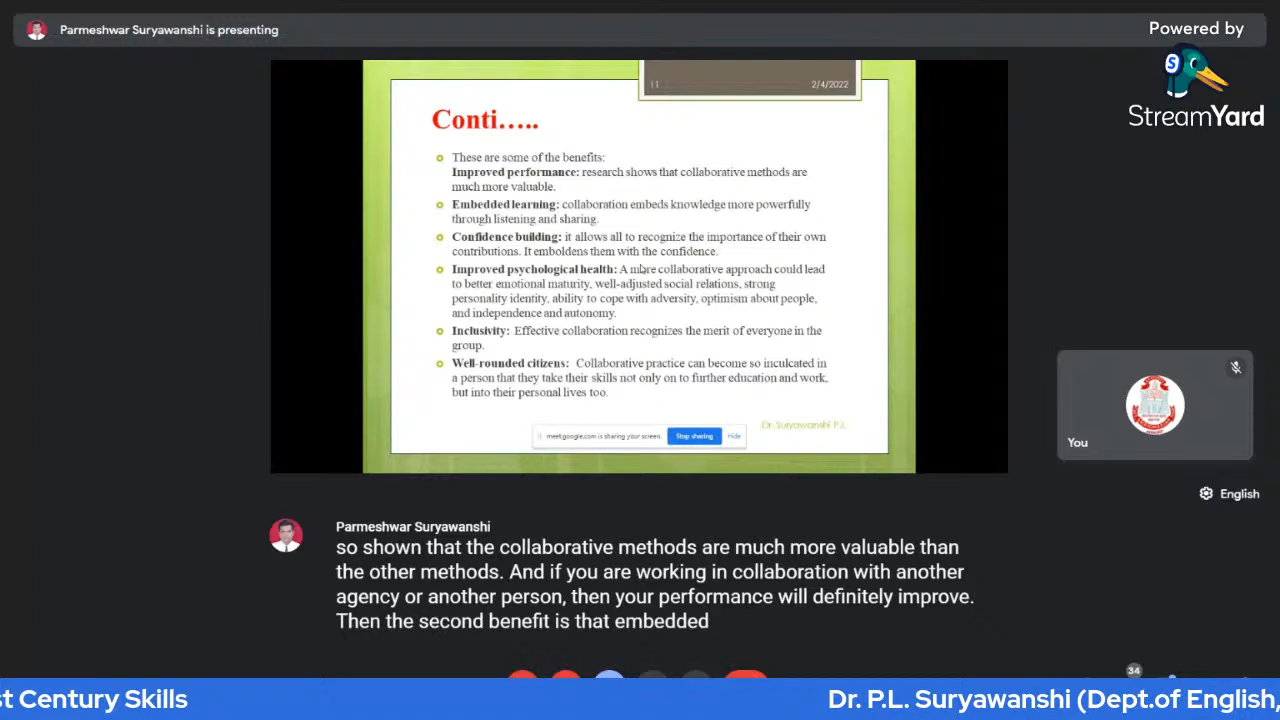 Parmeshwar Suryawanshi is presenting
Powered by
S
StreamYard
11
2/4/2022
Conti.....
These are some of the benefits:
Improved performance: research shows that collaborative methods are
much more valuable.
Embedded learning: collaboration embeds knowledge more powerfully
through listening and sharing.
Confidence building: it allows all to recognize the importance of their own
contributions. It emboldens them with the confidence.
Improved psychological health: A more collaborative approach could lead
to better emotional maturity, well-adjusted social relations, strong
personality identity, ability to cope with adversity, optimism about people,
and independence and autonomy.
Inclusivity: Effective collaboration recognizes the merit of everyone in the
group.
Well-rounded citizens: Collaborative practice can become so inculcated in
a person that they take their skills not only on to further education and work,
but into their personal lives too.
Dr. Suryawanshi P.L.
meet.google.com is sharing your screen.
Stop sharing
Hide
You
English
Parmeshwar Suryawanshi
so shown that the collaborative methods are much more valuable than
the other methods. And if you are working in collaboration with another
agency or another person, then your performance will definitely improve.
Then the second benefit is that embedded
34
st Century Skills
Dr. P.L. Suryawanshi (Dept.of English,